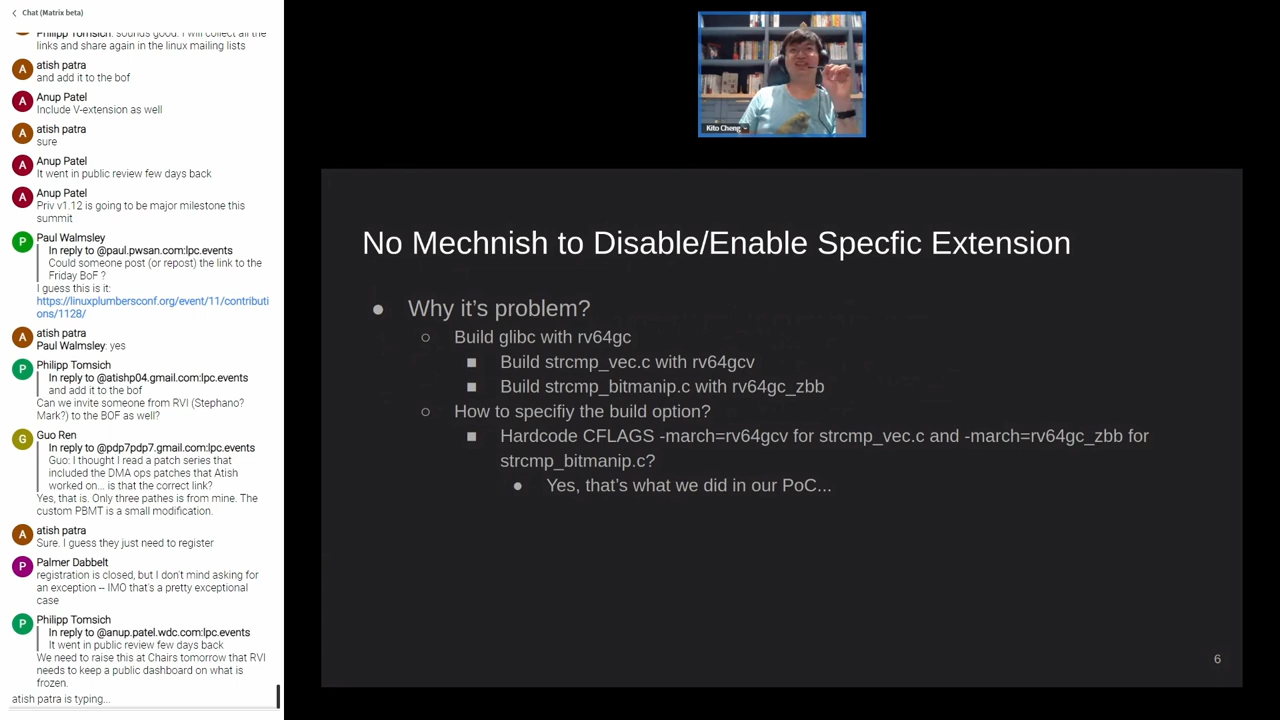 Chat (Matrix beta)
Philipp Tomsich: sounds good. I will collect all the
links and share again in the linux mailing lists
A
atish patra
and add it to the bof
A
Anup Patel
Include V-extension as well
A
atish patra
sure
A
Anup Patel
It went in public review few days back
A
Anup Patel
Priv v1.12 is going to be major milestone this
summit
P
Paul Walmsley
In reply to @paul.pwsan.com:lpc.events
Could someone post (or repost) the link to the
Friday BoF ?
I guess this is it:
https://linuxplumbersconf.org/event/11/contributi
ons/1128/
A
atish patra
Paul Walmsley: yes
P
Philipp Tomsich
In reply to @atishp04.gmail.com:lpc.events
and add it to the bof
Can we invite someone from RVI (Stephano?
Mark?) to the BOF as well?
G
Guo Ren
In reply to @pdp7pdp7.gmail.com:lpc.events
Guo: I thought I read a patch series that
included the DMA ops patches that Atish
worked on... is that the correct link?
Yes, that is. Only three pathes is from mine. The
custom PBMT is a small modification.
A
atish patra
Sure. I guess they just need to register
P
Palmer Dabbelt
registration is closed, but I don't mind asking for
an exception -- IMO that's a pretty exceptional
case
P
Philipp Tomsich
In reply to @anup.patel.wdc.com:lpc.events
It went in public review few days back
We need to raise this at Chairs tomorrow that RVI
needs to keep a public dashboard on what is
frozen.
atish patra is typing...
Kito Cheng
No Mechnish to Disable/Enable Specfic Extension
Why it's problem?
Build glibc with rv64gc
Build strcmp_vec.c with rv64gcv
Build strcmp_bitmanip.c with rv64gc_zbb
How to specifiy the build option?
Hardcode CFLAGS -march=rv64gcv for strcmp_vec.c and -march=rv64gc_zbb for
strcmp_bitmanip.c?
Yes, that's what we did in our PoC...
6